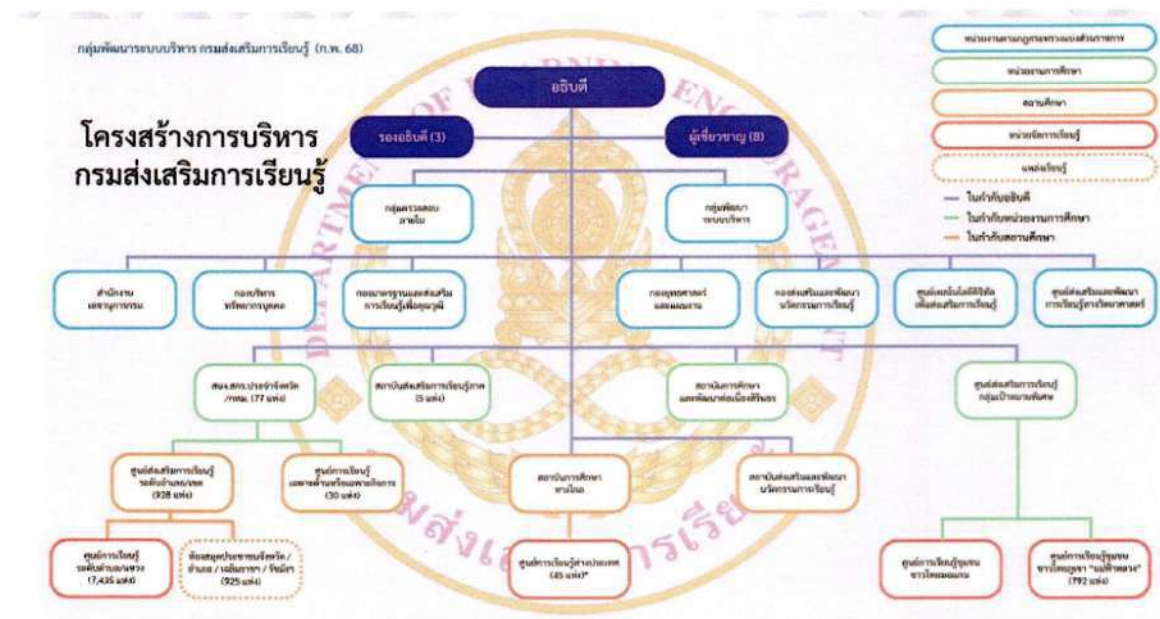 กลุ่มพัฒนาระบบบริหาร กรมส่งเสริมการเรียนรู้ (ก.พ. 68)
โครงสร้างการบริหาร
กรมส่งเสริมการเรียนรู้
หน่วยงานตามกฎกระทรวงแบ่งส่วนราชการ
หน่วยงานการศึกษา
สถานศึกษา
หน่วยจัดการเรียนรู้
แหล่งเรียนรู้
ในกำกับอธิบดี
ในกำกับหน่วยงานการศึกษา
ในกำกับสถานศึกษา
อธิบดี
รองอธิบดี (3)
ผู้เชี่ยวชาญ (8)
กลุ่มตรวจสอบ
ภายใน
กลุ่มพัฒนา
ระบบบริหาร
สำนักงาน
เลขานุการกรม
กองบริหาร
ทรัพยากรบุคคล
กองมาตรฐานและส่งเสริม
การเรียนรู้เพื่อคุณวุฒิ
กองยุทธศาสตร์
และแผนงาน
กองส่งเสริมและพัฒนา
นวัตกรรมการเรียนรู้
ศูนย์เทคโนโลยีดิจิทัล
เพื่อส่งเสริมการเรียนรู้
ศูนย์ส่งเสริมและพัฒนา
การเรียนรู้ทางวิทยาศาสตร์
สนง.สกร.ประจำจังหวัด
/กทม. (77 แห่ง)
สถาบันส่งเสริมการเรียนรู้ภาค
(5 แห่ง)
สถาบันการศึกษา
และพัฒนาต่อเนื่องสิรินธร
ศูนย์ส่งเสริมการเรียนรู้
กลุ่มเป้าหมายพิเศษ
ศูนย์ส่งเสริมการเรียนรู้
ระดับอำเภอ/เขต
(928 แห่ง)
ศูนย์การเรียนรู้
เฉพาะด้านหรือเฉพาะกิจการ
(30 แห่ง)
สถาบันการศึกษา
ทางไกล
สถาบันส่งเสริมและพัฒนา
นวัตกรรมการเรียนรู้
ศูนย์การเรียนรู้
ระดับตำบล/แขวง
(7,435 แห่ง)
ห้องสมุดประชาชนจังหวัด /
อำเภอ / เฉลิมราชฯ / รัชมังฯ
(925 แห่ง)
ศูนย์การเรียนรู้ต่างประเทศ
(45 แห่ง)*
ศูนย์การเรียนรู้ชุมชน
ชาวไทยมอแกน
ศูนย์การเรียนรู้ชุมชน
ชาวไทยภูเขา "แม่ฟ้าหลวง"
(792 แห่ง)